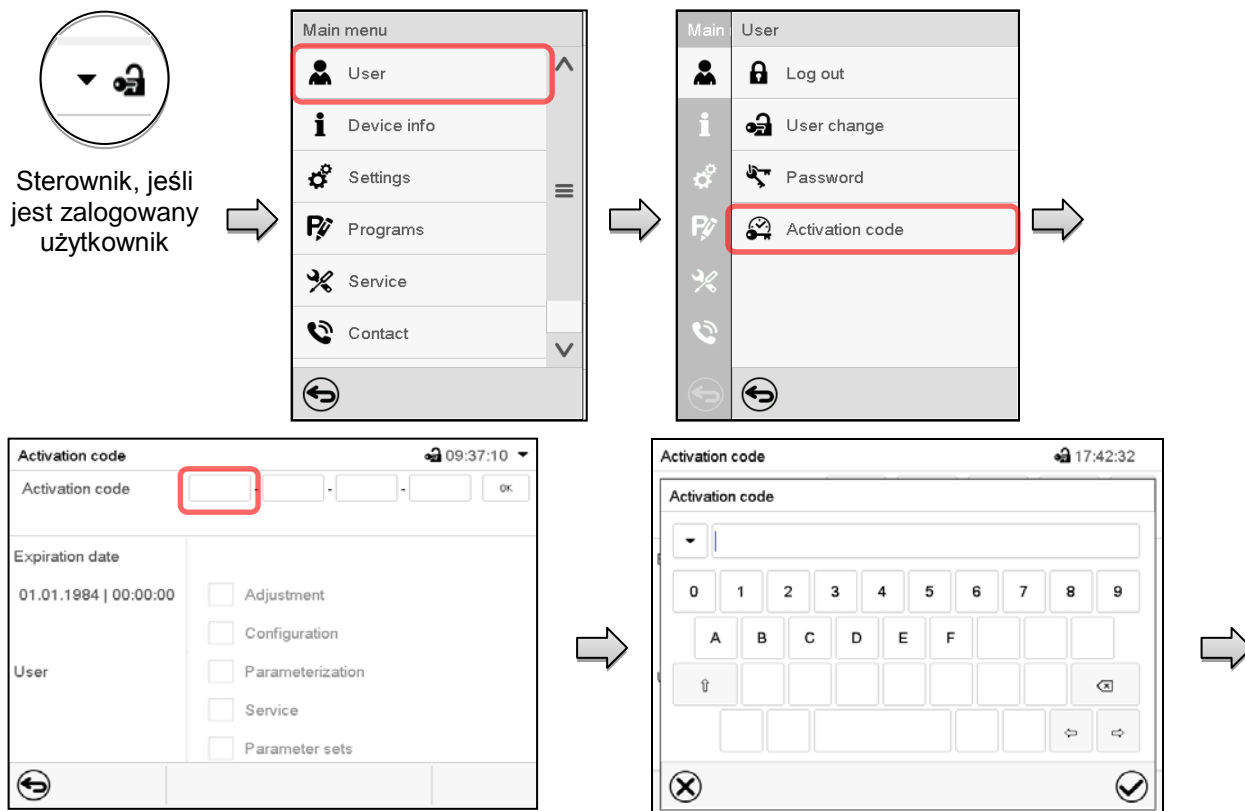 Sterownik, jeśli
jest zalogowany
użytkownik
Main menu
User
Device info
Settings
Programs
Service
Contact
Main
User
Log out
User change
Password
Activation code
Activation code
09:37:10
Activation code
- - -
OK
Expiration date
01.01.1984 | 00:00:00
Adjustment
Configuration
User
Parameterization
Service
Parameter sets
Activation code
17:42:32
Activation code
0 1 2 3 4 5 6 7 8 9
A B C D E F